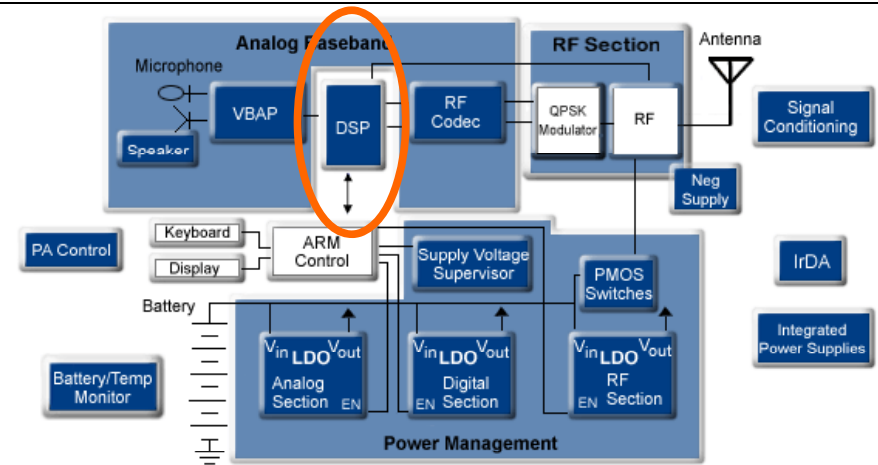 Analog Baseband
RF Section
Antenna
Microphone
VBAP
DSP
RF
Codec
QPSK
Modulator
RF
Signal
Conditioning
Speaker
Neg
Supply
PA Control
Keyboard
Display
ARM
Control
Supply Voltage
Supervisor
PMOS
Switches
IrDA
Battery
Integrated
Power Supplies
Vin LDO Vout
Analog
Section EN
Vin LDO Vout
Digital
EN Section
Vin LDO Vout
RF
EN Section
Battery/Temp
Monitor
Power Management